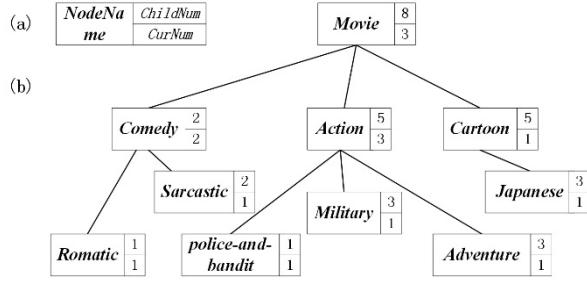 (a)
NodeNa
me
ChildNum
CurNum
Movie
8
3
(b)
Comedy
2
2
Action
5
3
Cartoon
5
1
Sarcastic
2
1
Military
3
1
Japanese
3
1
Romatic
1
1
police-and-
bandit
1
1
Adventure
3
1